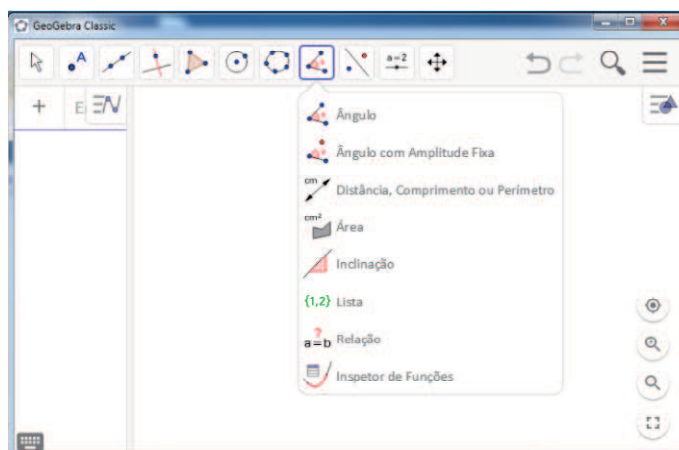 GeoGebra Classic
A
a=2
+
Ângulo
Ângulo com Amplitude Fixa
cm
Distância, Comprimento ou Perímetro
cm²
Área
Inclinação
{1,2} Lista
?
a=b Relação
Inspetor de Funções